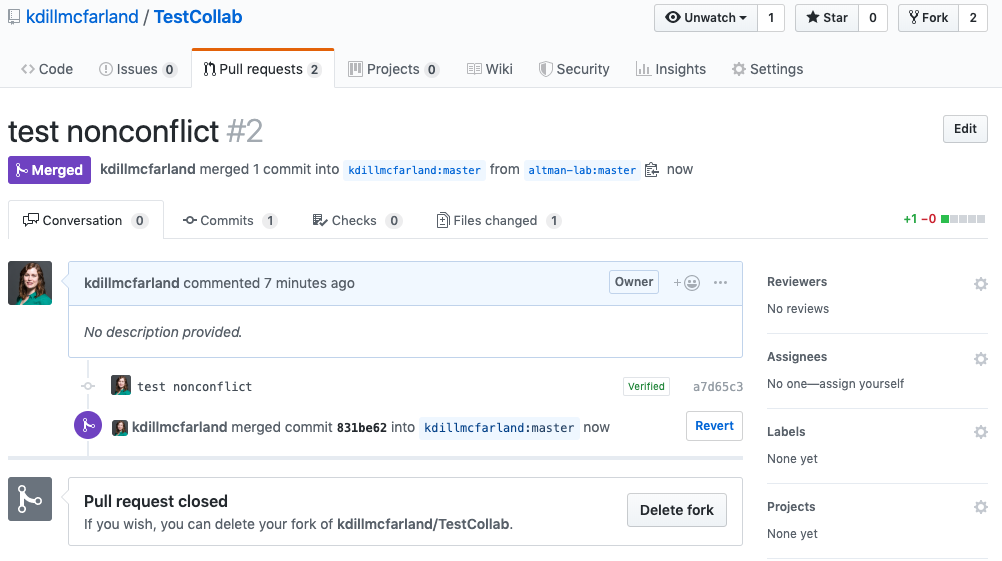 kdillmcfarland / TestCollab
Unwatch 1 Star 0 Fork 2
Code Issues 0 Pull requests 2 Projects 0 Wiki Security Insights Settings
test nonconflict #2
Edit
Merged kdillmcfarland merged 1 commit into kdillmcfarland:master from altman-lab:master now
Conversation 0 Commits 1 Checks 0 Files changed 1 +1 −0
kdillmcfarland commented 7 minutes ago Owner
No description provided.
test nonconflict Verified a7d65c3
kdillmcfarland merged commit 831be62 into kdillmcfarland:master now Revert
Pull request closed
If you wish, you can delete your fork of kdillmcfarland/TestCollab.
Delete fork
Reviewers
No reviews
Assignees
No one—assign yourself
Labels
None yet
Projects
None yet